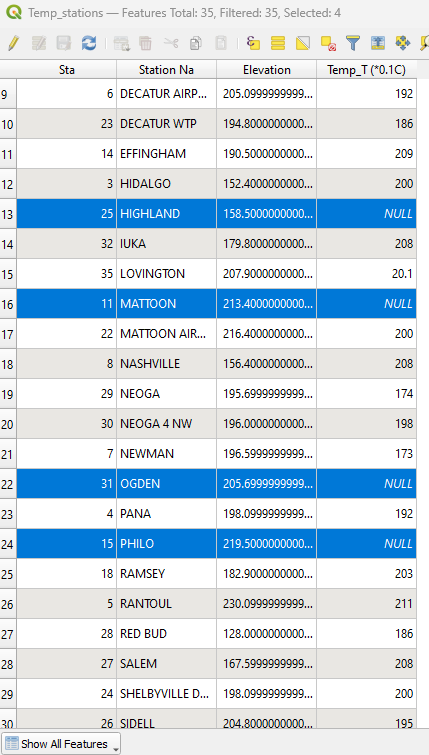 Temp_stations — Features Total: 35, Filtered: 35, Selected: 4
Sta Station Na Elevation Temp_T (*0.1C)
9 6 DECATUR AIRP... 205.0999999999... 192
10 23 DECATUR WTP 194.8000000000... 186
11 14 EFFINGHAM 190.5000000000... 209
12 3 HIDALGO 152.4000000000... 200
13 25 HIGHLAND 158.5000000000... NULL
14 32 IUKA 179.8000000000... 208
15 35 LOVINGTON 207.9000000000... 20.1
16 11 MATTOON 213.4000000000... NULL
17 22 MATTOON AIR... 216.4000000000... 200
18 8 NASHVILLE 156.4000000000... 208
19 29 NEOGA 195.6999999999... 174
20 30 NEOGA 4 NW 196.0000000000... 198
21 7 NEWMAN 196.5999999999... 173
22 31 OGDEN 205.6999999999... NULL
23 4 PANA 198.0999999999... 192
24 15 PHILO 219.5000000000... NULL
25 18 RAMSEY 182.9000000000... 203
26 5 RANTOUL 230.0999999999... 211
27 28 RED BUD 128.0000000000... 186
28 27 SALEM 167.5999999999... 208
29 24 SHELBYVILLE D... 198.0999999999... 200
30 26 SIDELL 204.8000000000... 195
Show All Features